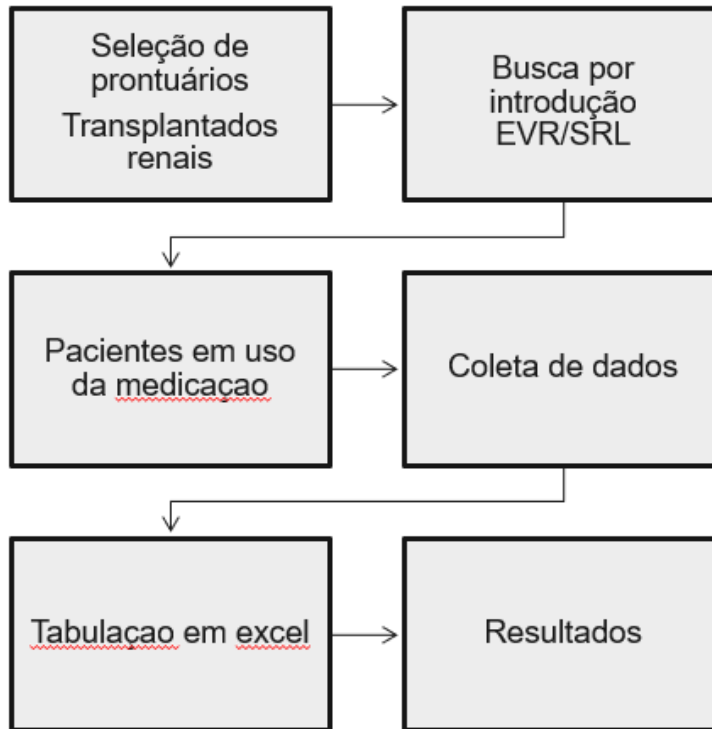 Seleção de
prontuários
Transplantados
renais
Busca por
introdução
EVR/SRL
Pacientes em uso
da medicaçao
Coleta de dados
Tabulaçao em excel
Resultados